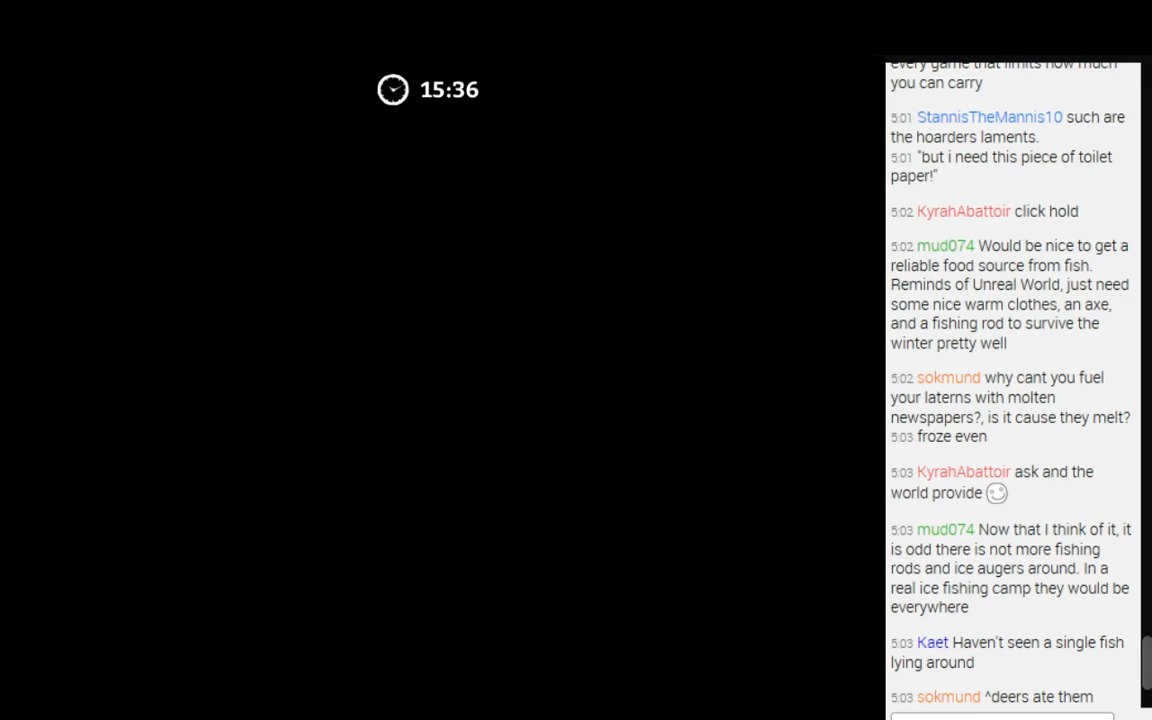 15:36
every game that limits how much
you can carry
5:01 StannisTheMannis10 such are
the hoarders laments.
5:01 "but i need this piece of toilet
paper!"
5:02 KyrahAbattoir click hold
5:02 mud074 Would be nice to get a
reliable food source from fish.
Reminds of Unreal World, just need
some nice warm clothes, an axe,
and a fishing rod to survive the
winter pretty well
5:02 sokmund why cant you fuel
your laterns with molten
newspapers?, is it cause they melt?
5:03 froze even
5:03 KyrahAbattoir ask and the
world provide
5:03 mud074 Now that I think of it, it
is odd there is not more fishing
rods and ice augers around. In a
real ice fishing camp they would be
everywhere
5:03 Kaet Haven't seen a single fish
lying around
5:03 sokmund ^deers ate them